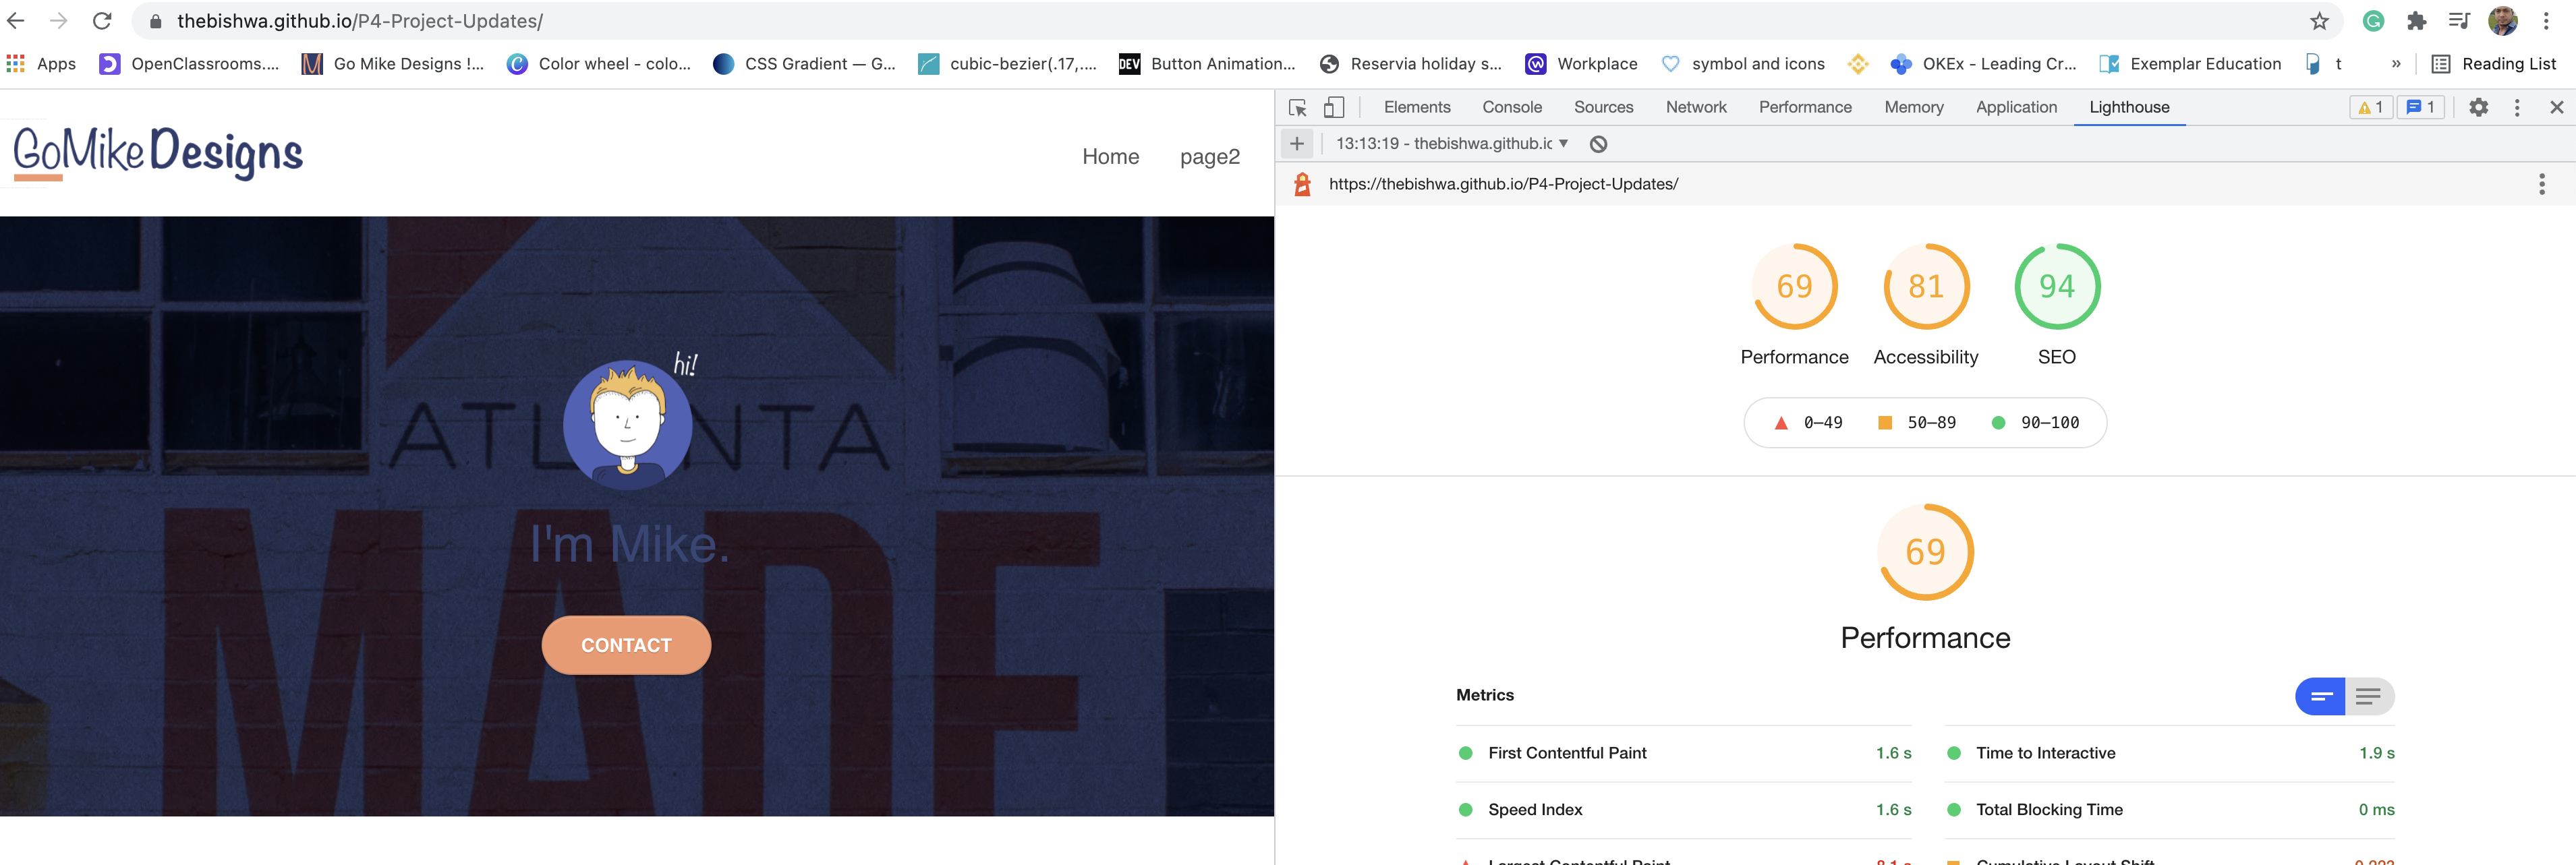 thebishwa.github.io/P4-Project-Updates/
Apps
OpenClassrooms....
Go Mike Designs !...
Color wheel - colo...
CSS Gradient — G...
cubic-bezier(.17,....
DEV Button Animation...
Reservia holiday s...
Workplace
symbol and icons
OKEx - Leading Cr...
Exemplar Education
t
»
Reading List
GoMike Designs
Home page2
hi!
ATLANTA
I'm Mike.
MADE
CONTACT
Elements Console Sources Network Performance Memory Application Lighthouse
1 1
13:13:19 - thebishwa.github.ic
https://thebishwa.github.io/P4-Project-Updates/
69 81 94
Performance Accessibility SEO
0–49 50–89 90–100
69
Performance
Metrics
First Contentful Paint 1.6 s
Time to Interactive 1.9 s
Speed Index 1.6 s
Total Blocking Time 0 ms
Largest Contentful Paint 8.1 s
Cumulative Layout Shift